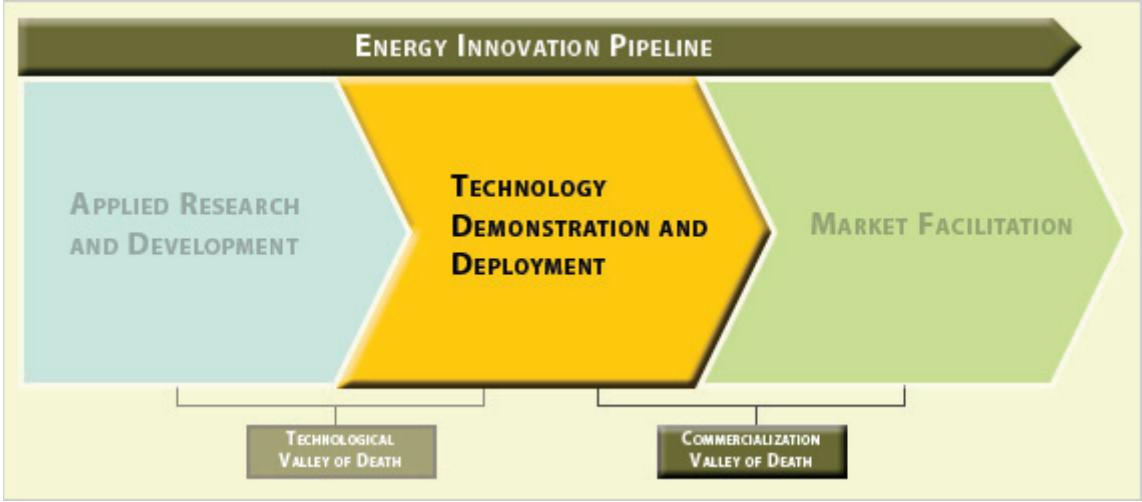 Energy Innovation Pipeline
Applied Research
and Development
Technology
Demonstration and
Deployment
Market Facilitation
Technological
Valley of Death
Commercialization
Valley of Death